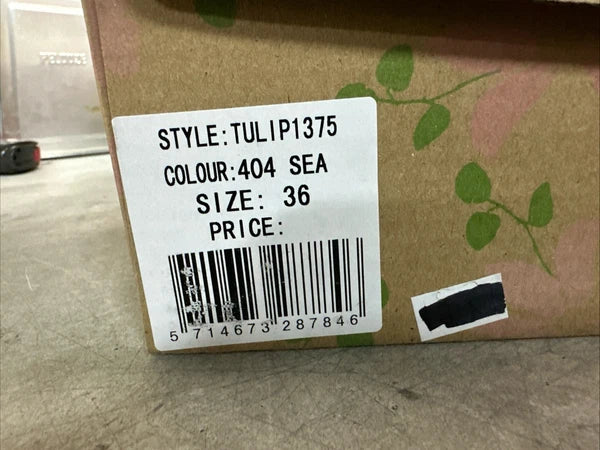 STYLE:TULIP1375
COLOUR:404 SEA
SIZE: 36
PRICE:
5 714673 287846